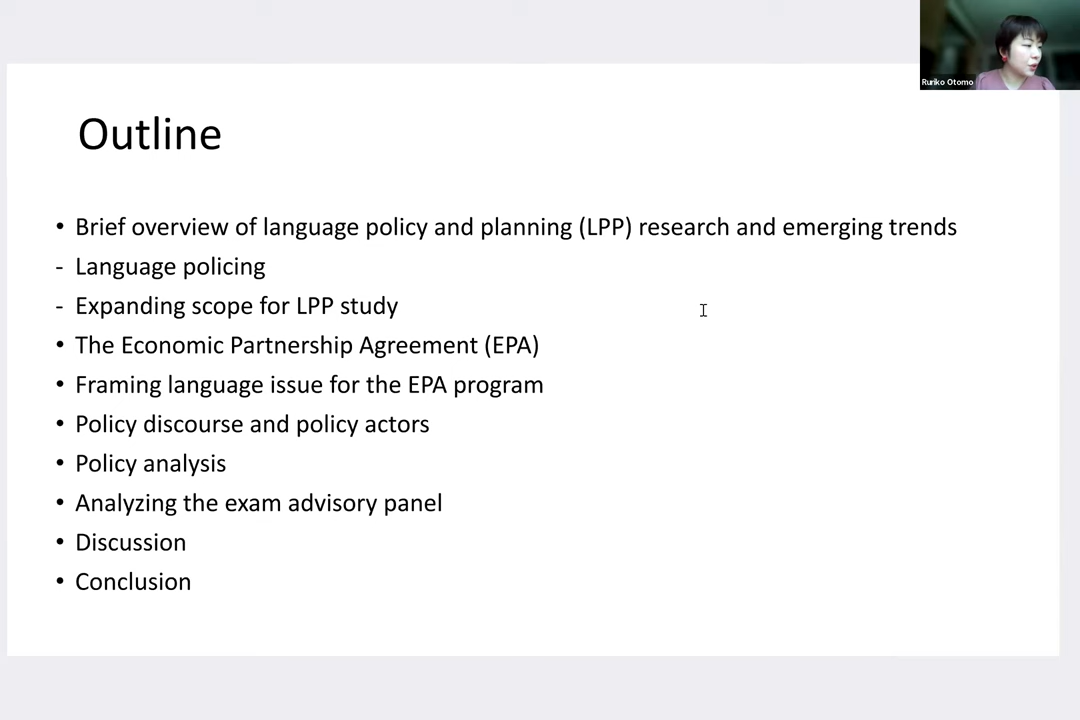 Ruriko Otomo
Outline
• Brief overview of language policy and planning (LPP) research and emerging trends
- Language policing
- Expanding scope for LPP study
• The Economic Partnership Agreement (EPA)
• Framing language issue for the EPA program
• Policy discourse and policy actors
• Policy analysis
• Analyzing the exam advisory panel
• Discussion
• Conclusion